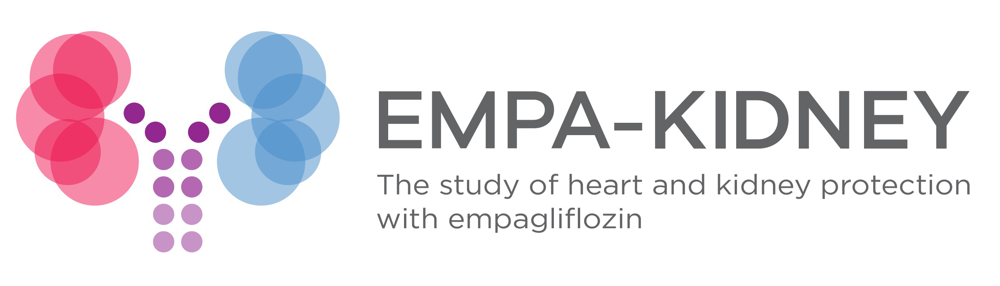 EMPA-KIDNEY
The study of heart and kidney protection
with empagliflozin